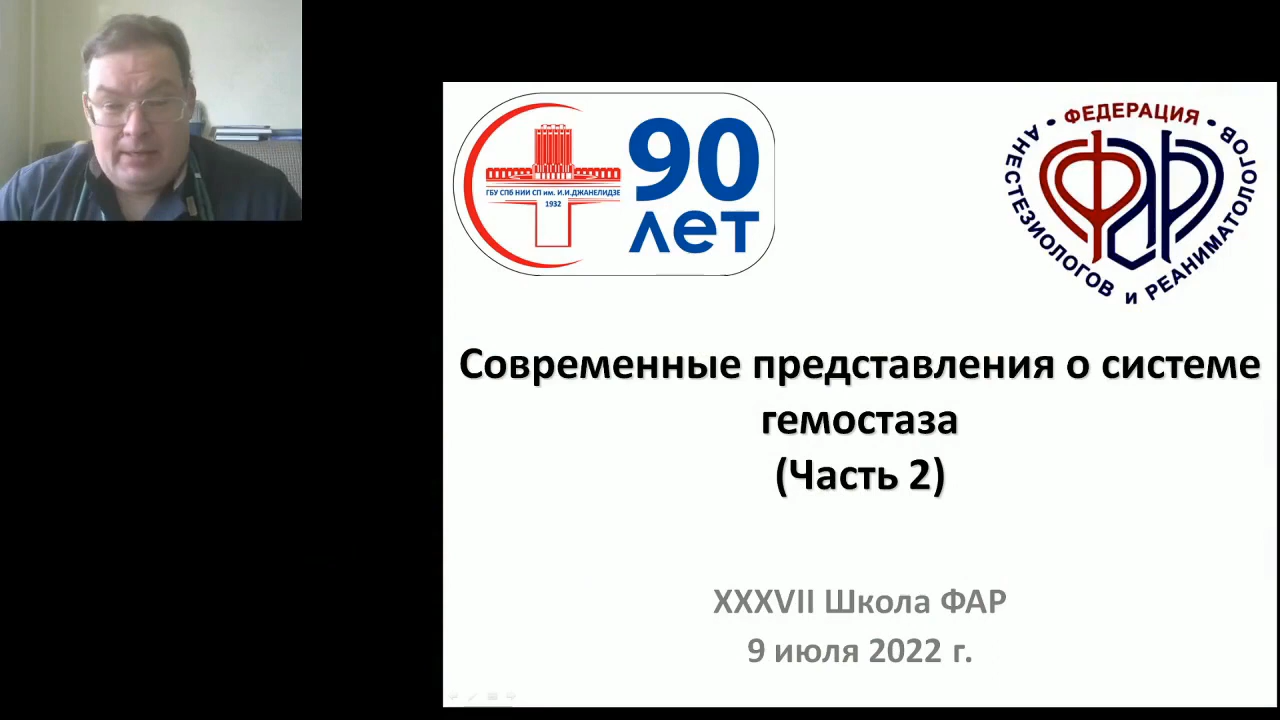 ГБУ СПб НИИ СП им. И.И.ДЖАНЕЛИДЗЕ
1932
90
лет
• ФЕДЕРАЦИЯ •
АНЕСТЕЗИОЛОГОВ и РЕАНИМАТОЛОГОВ
ФАР
Современные представления о системе
гемостаза
(Часть 2)
XXXVII Школа ФАР
9 июля 2022 г.